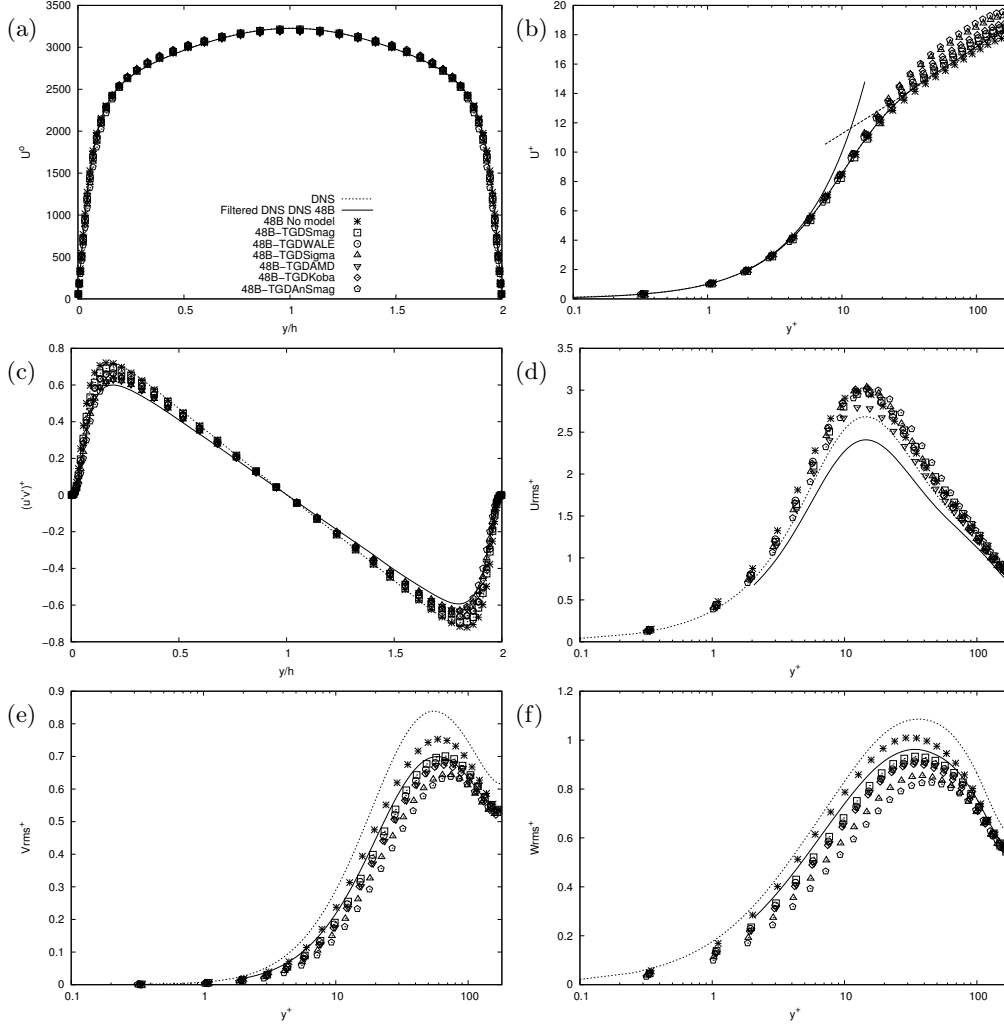 (a)
3500
3000
2500
2000
1500
1000
500
0
U°
0
0.5
1
1.5
2
y/h
DNS
Filtered DNS DNS 48B
48B No model
48B−TGDSmag
48B−TGDWALE
48B−TGDSigma
48B−TGDAMD
48B−TGDKoba
48B−TGDAnSmag
(b)
20
18
16
14
12
10
8
6
4
2
0
U+
0.1
1
10
100
y+
(c)
0.8
0.6
0.4
0.2
0
−0.2
−0.4
−0.6
−0.8
⟨u'v'⟩+
0
0.5
1
1.5
2
y/h
(d)
3.5
3
2.5
2
1.5
1
0.5
0
Urms+
0.1
1
10
100
y+
(e)
0.9
0.8
0.7
0.6
0.5
0.4
0.3
0.2
0.1
0
Vrms+
0.1
1
10
100
y+
(f)
1.2
1
0.8
0.6
0.4
0.2
0
Wrms+
0.1
1
10
100
y+